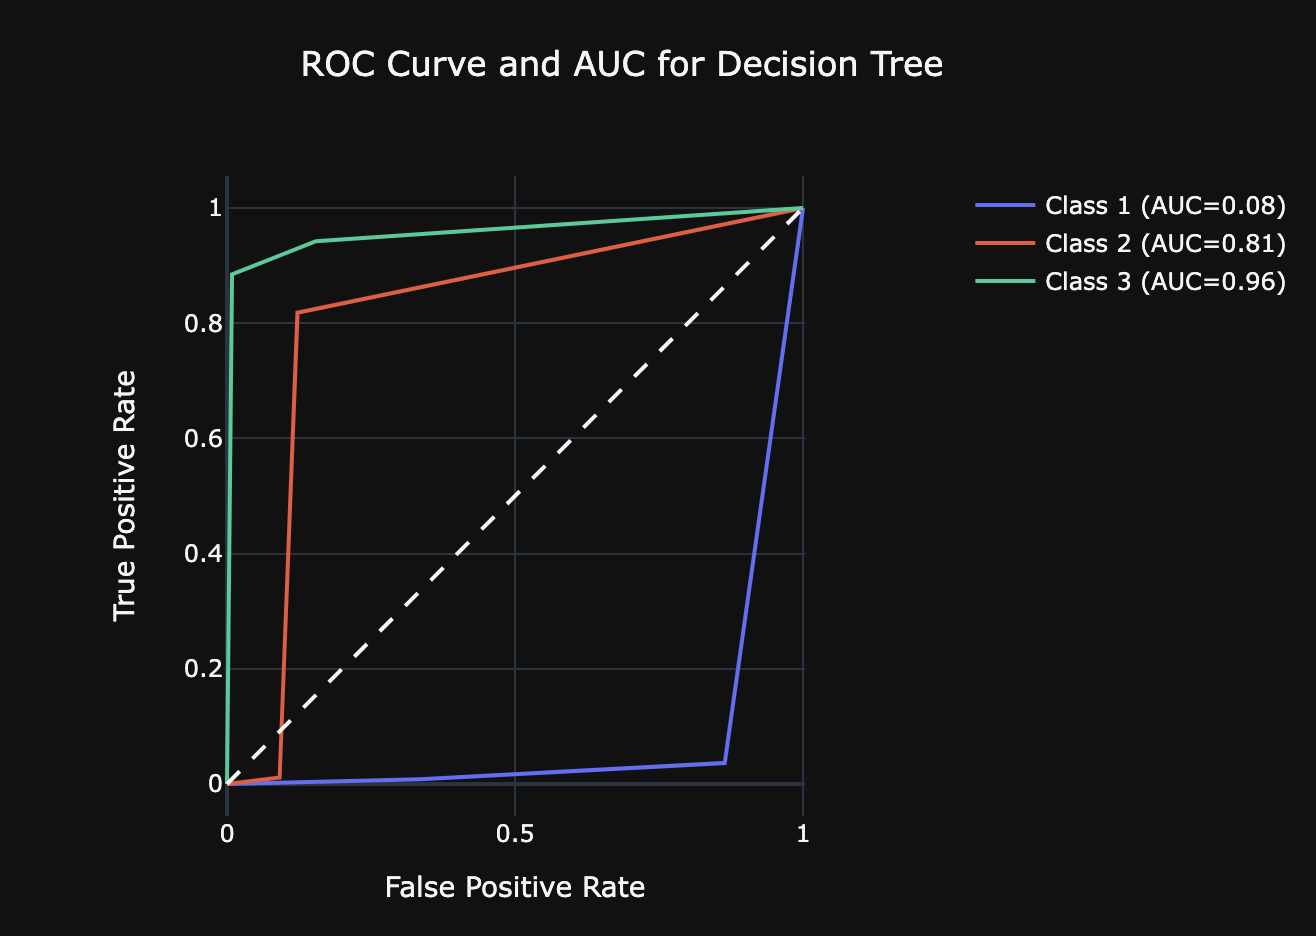 ROC Curve and AUC for Decision Tree
Class 1 (AUC=0.08)
Class 2 (AUC=0.81)
Class 3 (AUC=0.96)
True Positive Rate
1
0.8
0.6
0.4
0.2
0
0
0.5
1
False Positive Rate